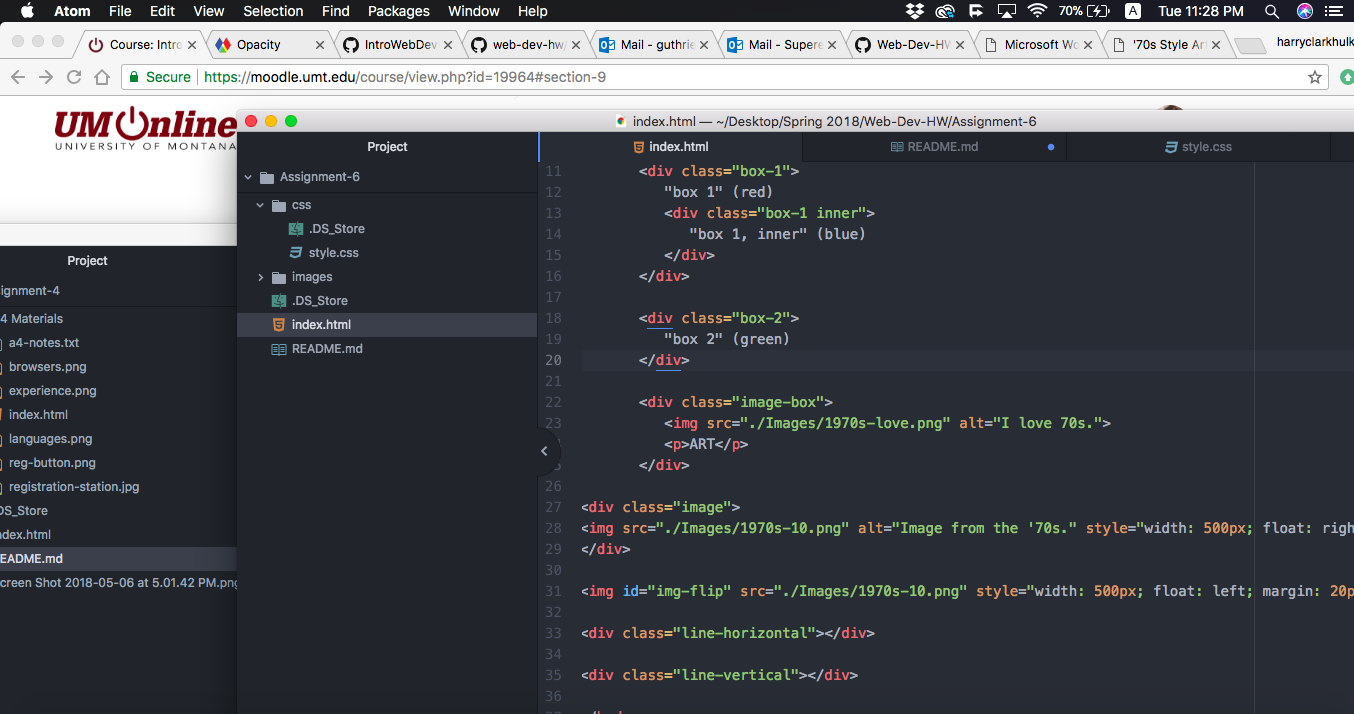 Atom File Edit View Selection Find Packages Window Help 70% A Tue 11:28 PM
Course: Intro Opacity IntroWebDev web-dev-hw/ Mail - guthrie Mail - Supere Web-Dev-HW Microsoft Wo '70s Style Ar harryclarkhulk
Secure https://moodle.umt.edu/course/view.php?id=19964#section-9
UMOnline
UNIVERSITY OF MONTANA
index.html — ~/Desktop/Spring 2018/Web-Dev-HW/Assignment-6
Project
Assignment-6
css
.DS_Store
style.css
images
.DS_Store
index.html
README.md
Project
ignment-4
4 Materials
a4-notes.txt
browsers.png
experience.png
index.html
languages.png
reg-button.png
registration-station.jpg
DS_Store
ndex.html
EADME.md
creen Shot 2018-05-06 at 5.01.42 PM.png
index.html README.md style.css
11 <div class="box-1">
12 "box 1" (red)
13 <div class="box-1 inner">
14 "box 1, inner" (blue)
15 </div>
16 </div>
17
18 <div class="box-2">
19 "box 2" (green)
20 </div>
21
22 <div class="image-box">
23 <img src="./Images/1970s-love.png" alt="I love 70s.">
<p>ART</p>
</div>
26
27 <div class="image">
28 <img src="./Images/1970s-10.png" alt="Image from the '70s." style="width: 500px; float: righ
29 </div>
30
31 <img id="img-flip" src="./Images/1970s-10.png" style="width: 500px; float: left; margin: 20p
32
33 <div class="line-horizontal"></div>
34
35 <div class="line-vertical"></div>
36